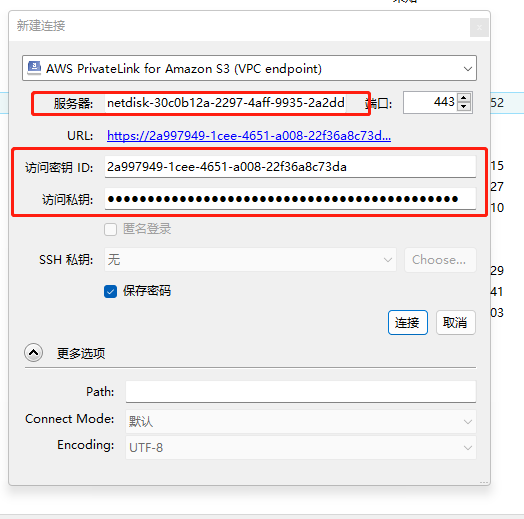 新建连接
AWS PrivateLink for Amazon S3 (VPC endpoint)
服务器: netdisk-30c0b12a-2297-4aff-9935-2a2dd 端口: 443
52
URL: https://2a997949-1cee-4651-a008-22f36a8c73d...
访问密钥 ID: 2a997949-1cee-4651-a008-22f36a8c73da
15
27
访问私钥: ●●●●●●●●●●●●●●●●●●●●●●●●●●●●●●●●●●●●●●●●●●●●
10
匿名登录
SSH 私钥: 无 Choose...
29
保存密码
41
连接 取消
03
更多选项
Path:
Connect Mode: 默认
Encoding: UTF-8